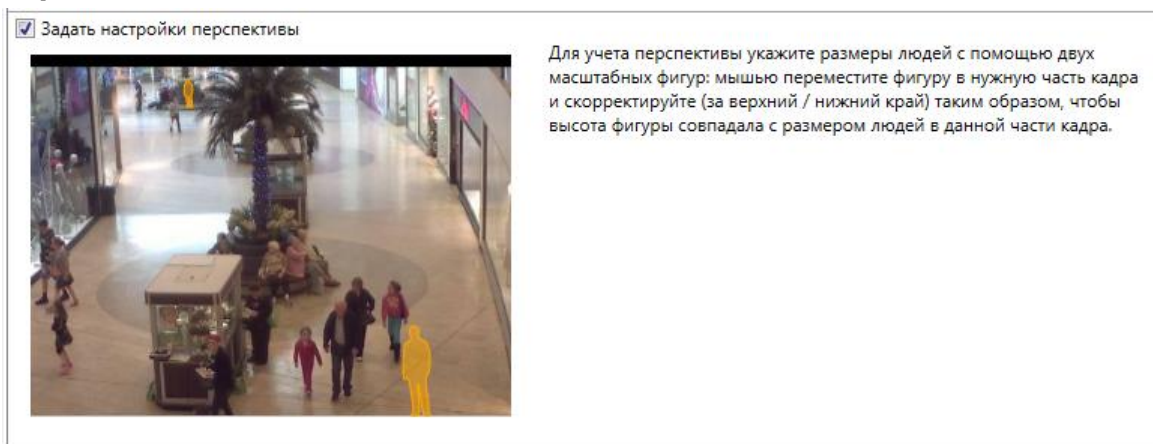 Задать настройки перспективы
Для учета перспективы укажите размеры людей с помощью двух
масштабных фигур: мышью переместите фигуру в нужную часть кадра
и скорректируйте (за верхний / нижний край) таким образом, чтобы
высота фигуры совпадала с размером людей в данной части кадра.